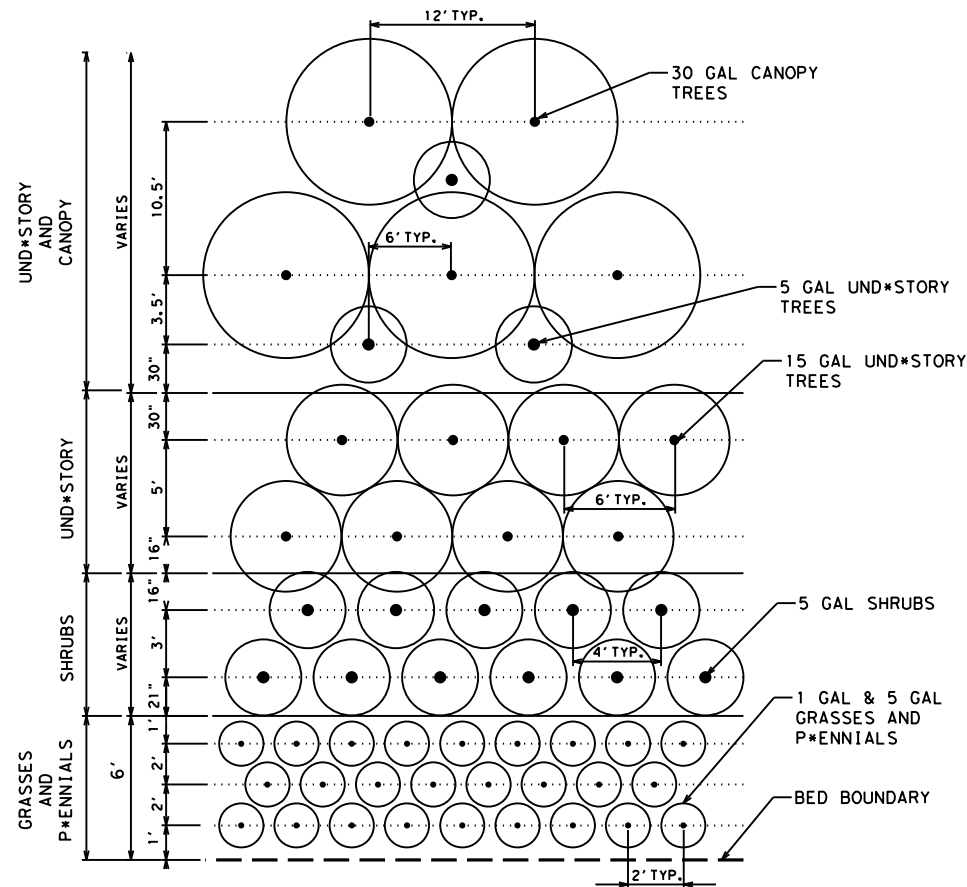 12' TYP.
30 GAL CANOPY
TREES
UND*STORY
AND
CANOPY
VARIES
10.5'
6' TYP.
3.5'
30"
5 GAL UND*STORY
TREES
15 GAL UND*STORY
TREES
UND*STORY
VARIES
30"
5'
16"
6' TYP.
SHRUBS
VARIES
16"
3'
21"
4' TYP.
5 GAL SHRUBS
1 GAL & 5 GAL
GRASSES AND
P*ENNIALS
GRASSES
AND
P*ENNIALS
6'
1'
2'
2'
1'
BED BOUNDARY
2' TYP.